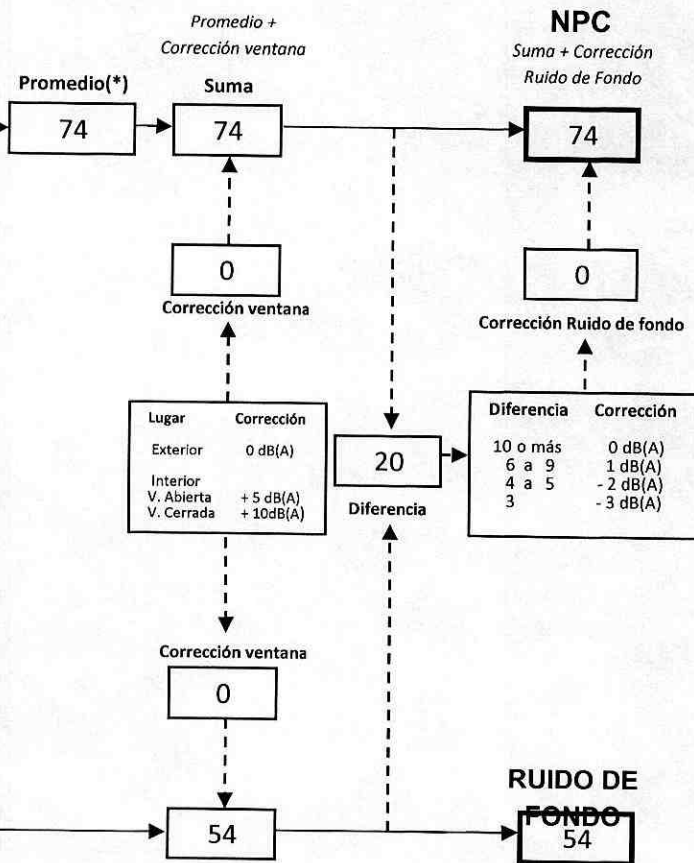 Promedio +
Corrección ventana
NPC
Suma + Corrección
Ruido de Fondo
Promedio(*)
Suma
74
74
74
0
0
Corrección ventana
Corrección Ruido de fondo
Lugar Corrección
Exterior 0 dB(A)
Interior
V. Abierta + 5 dB(A)
V. Cerrada + 10dB(A)
20
Diferencia
Diferencia Corrección
10 o más 0 dB(A)
6 a 9 1 dB(A)
4 a 5 - 2 dB(A)
3 - 3 dB(A)
Corrección ventana
0
54
RUIDO DE
FONDO
54